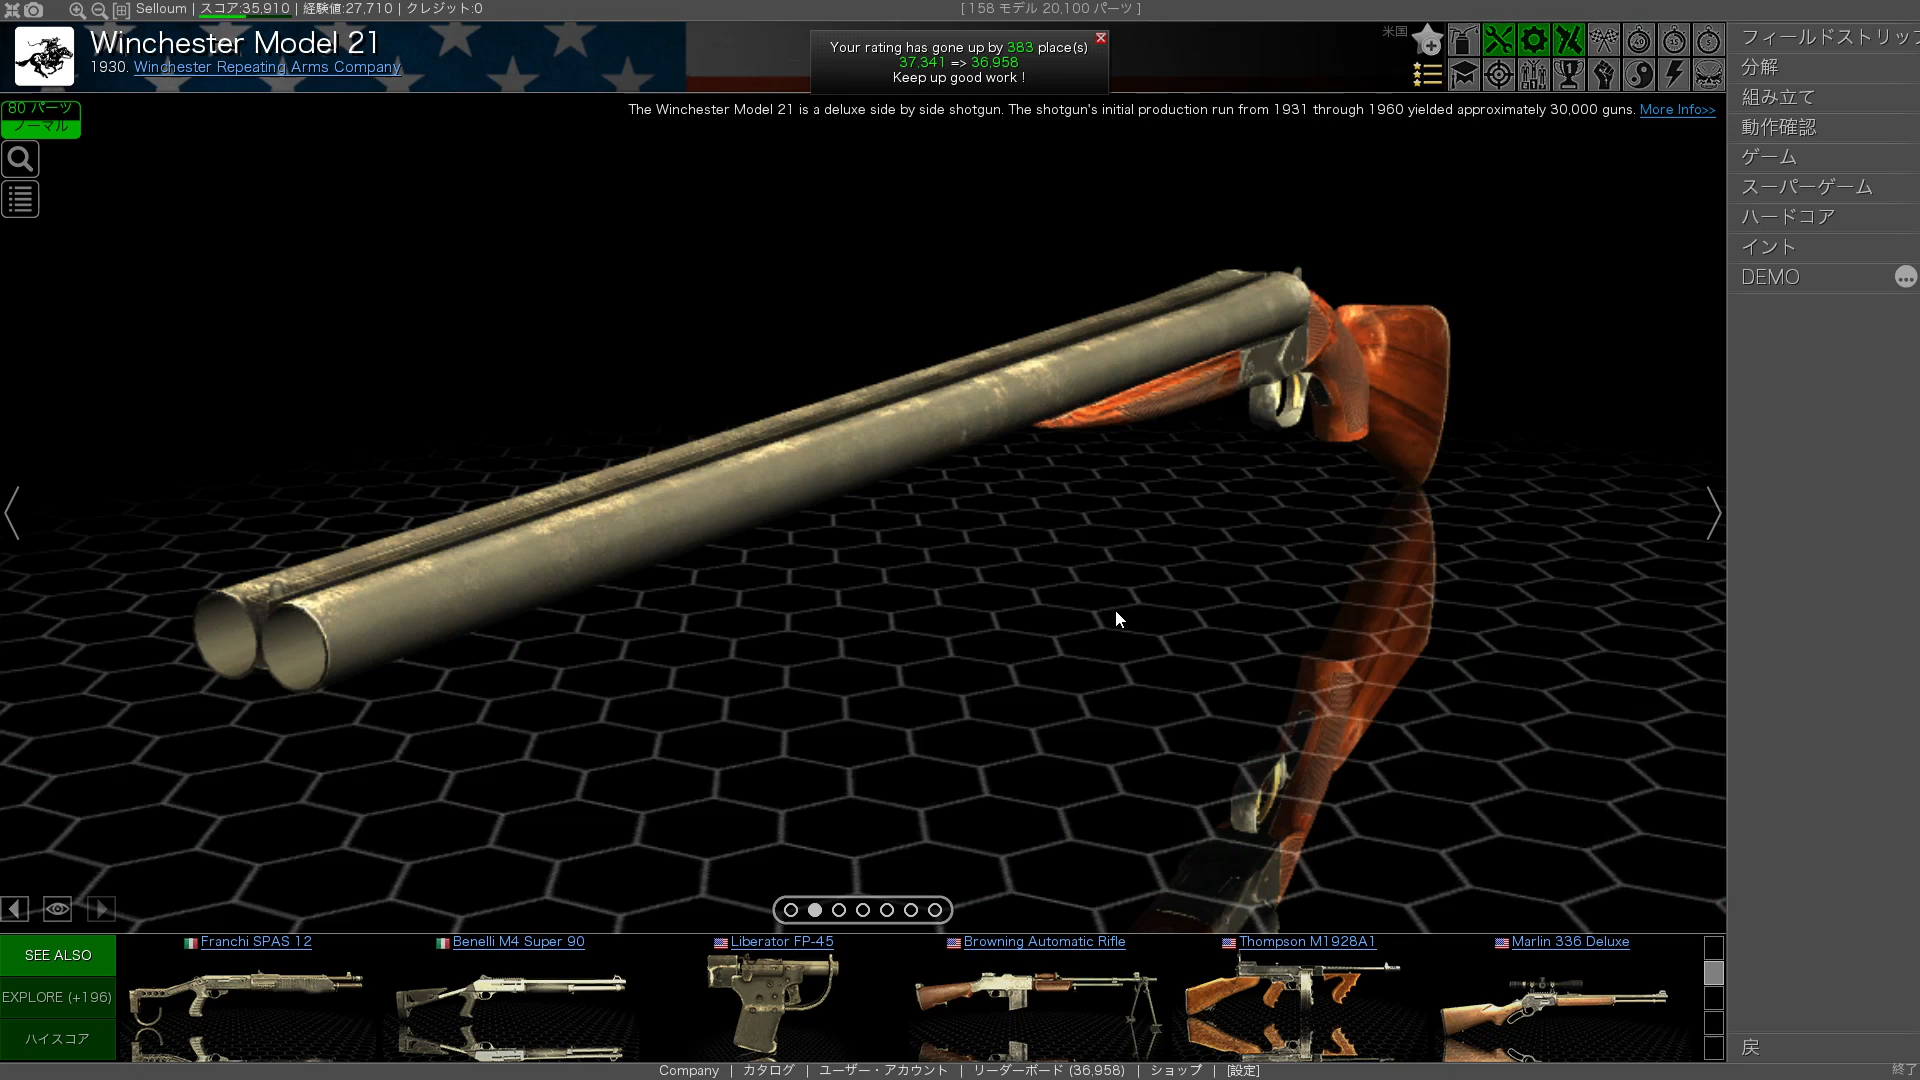 Selloum | スコア:35,910 | 経験値:27,710 | クレジット:0
[ 158 モデル 20,100 パーツ ]
Winchester Model 21
1930. Winchester Repeating Arms Company
Your rating has gone up by 383 place(s)
37,341 => 36,958
Keep up good work !
米国
フィールドストリップ
分解
組み立て
動作確認
ゲーム
スーパーゲーム
ハードコア
イント
DEMO
80 パーツ
ノーマル
The Winchester Model 21 is a deluxe side by side shotgun. The shotgun's initial production run from 1931 through 1960 yielded approximately 30,000 guns. More Info>>
SEE ALSO
EXPLORE (+196)
ハイスコア
Franchi SPAS 12
Benelli M4 Super 90
Liberator FP-45
Browning Automatic Rifle
Thompson M1928A1
Marlin 336 Deluxe
戻
Company | カタログ | ユーザー・アカウント | リーダーボード (36,958) | ショップ | [設定]
終了